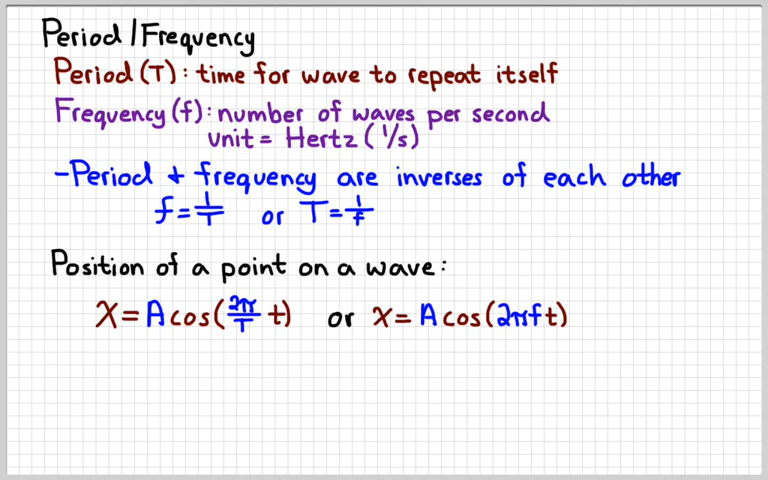 Period/Frequency
Period (T): time for wave to repeat itself
Frequency (f): number of waves per second
unit = Hertz (1/s)
-Period + frequency are inverses of each other
f = 1/T or T = 1/f
Position of a point on a wave:
X = A cos(2π/T t) or x = A cos(2πft)